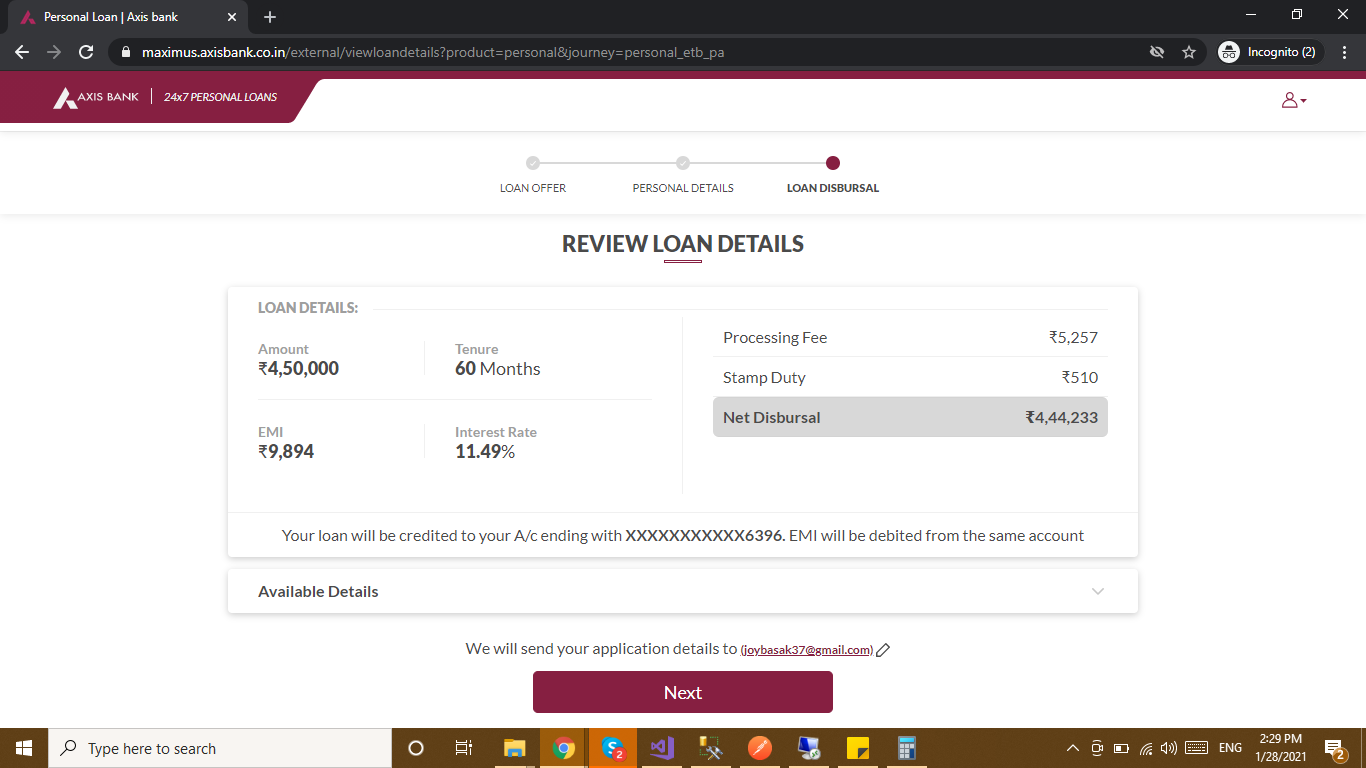 Personal Loan | Axis bank
maximus.axisbank.co.in/external/viewloandetails?product=personal&journey=personal_etb_pa
Incognito (2)
AXIS BANK | 24x7 PERSONAL LOANS
LOAN OFFER
PERSONAL DETAILS
LOAN DISBURSAL
REVIEW LOAN DETAILS
LOAN DETAILS:
Amount
₹4,50,000
Tenure
60 Months
EMI
₹9,894
Interest Rate
11.49%
Processing Fee ₹5,257
Stamp Duty ₹510
Net Disbursal ₹4,44,233
Your loan will be credited to your A/c ending with XXXXXXXXXXX6396. EMI will be debited from the same account
Available Details
We will send your application details to (joybasak37@gmail.com)
Next
Type here to search
2
ENG
2:29 PM
1/28/2021
2